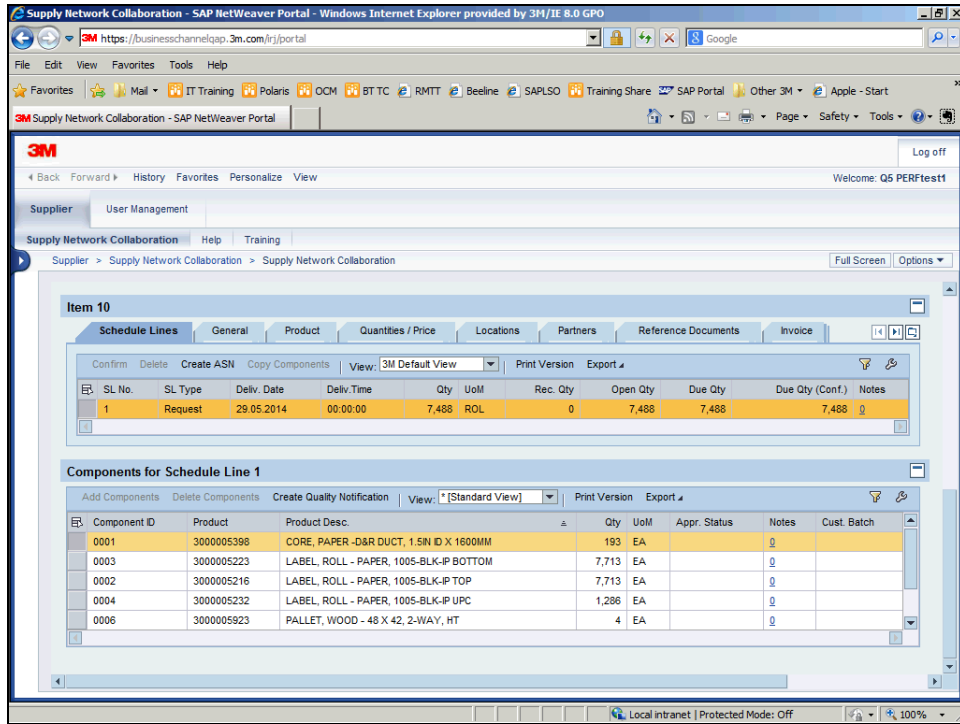 Supply Network Collaboration - SAP NetWeaver Portal - Windows Internet Explorer provided by 3M/IE 8.0 GPO
3M https://businesschannelqap.3m.com/irj/portal Google
File Edit View Favorites Tools Help
Favorites Mail IT Training Polaris OCM BT TC RMTT Beeline SAPLSO Training Share SAP Portal Other 3M Apple - Start »
3M Supply Network Collaboration - SAP NetWeaver Portal Page Safety Tools
3M Log off
Back Forward History Favorites Personalize View Welcome: Q5 PERFtest1
Supplier User Management
Supply Network Collaboration Help Training
Supplier > Supply Network Collaboration > Supply Network Collaboration Full Screen Options
Item 10
Schedule Lines General Product Quantities / Price Locations Partners Reference Documents Invoice
Confirm Delete Create ASN Copy Components View: 3M Default View Print Version Export
SL No. SL Type Deliv. Date Deliv.Time Qty UoM Rec. Qty Open Qty Due Qty Due Qty (Conf.) Notes
1 Request 29.05.2014 00:00:00 7,488 ROL 0 7,488 7,488 7,488 0
Components for Schedule Line 1
Add Components Delete Components Create Quality Notification View: * [Standard View] Print Version Export
Component ID Product Product Desc. Qty UoM Appr. Status Notes Cust. Batch
0001 3000005398 CORE, PAPER -D&R DUCT, 1.5IN ID X 1600MM 193 EA 0
0003 3000005223 LABEL, ROLL - PAPER, 1005-BLK-IP BOTTOM 7,713 EA 0
0002 3000005216 LABEL, ROLL - PAPER, 1005-BLK-IP TOP 7,713 EA 0
0004 3000005232 LABEL, ROLL - PAPER, 1005-BLK-IP UPC 1,286 EA 0
0006 3000005923 PALLET, WOOD - 48 X 42, 2-WAY, HT 4 EA 0
Local intranet | Protected Mode: Off 100%